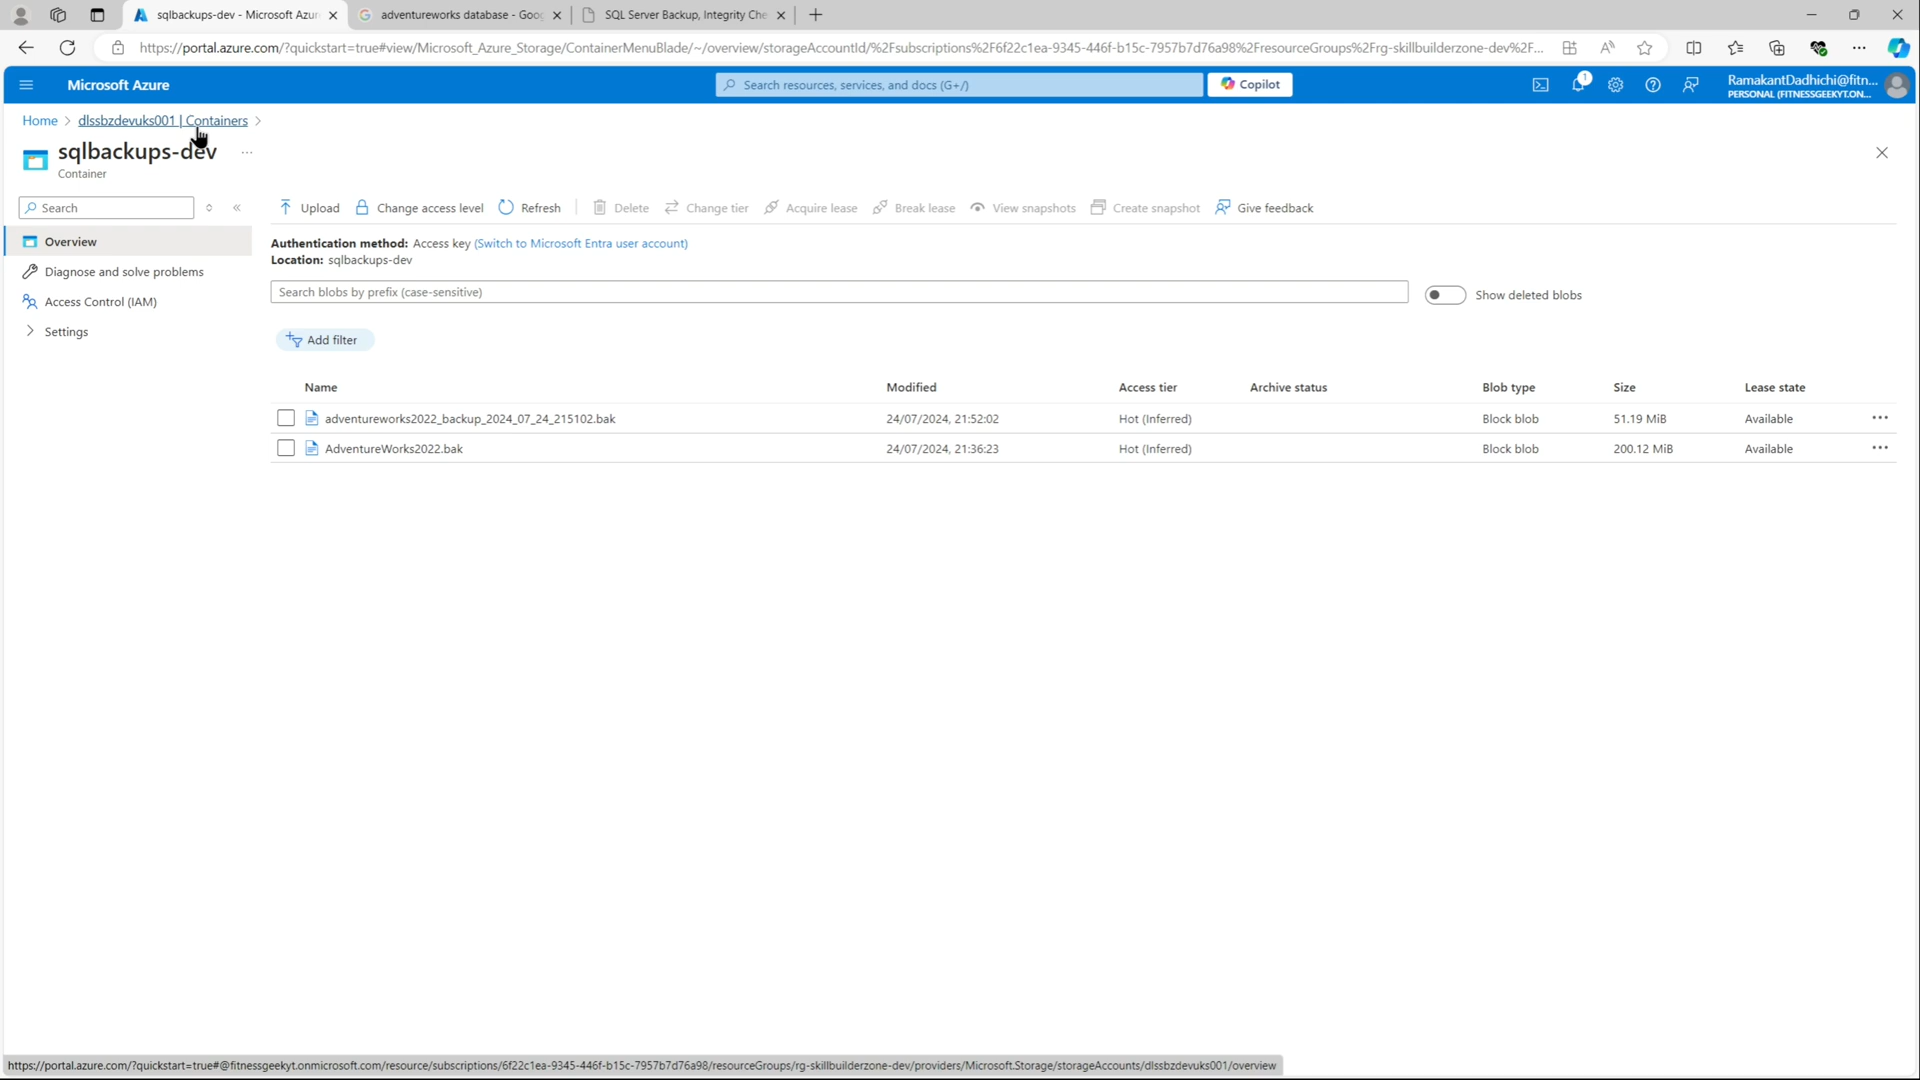 sqlbackups-dev - Microsoft Azur
adventureworks database - Goog
SQL Server Backup, Integrity Che
https://portal.azure.com/?quickstart=true#view/Microsoft_Azure_Storage/ContainerMenuBlade/~/overview/storageAccountId/%2Fsubscriptions%2F6f22c1ea-9345-446f-b15c-7957b7d76a98%2FresourceGroups%2Frg-skillbuilderzone-dev%2F...
Microsoft Azure
Search resources, services, and docs (G+/)
Copilot
1
RamakantDadhichi@fitn...
PERSONAL (FITNESSGEEKYT.ON...
Home > dlssbzdevuks001 | Containers >
sqlbackups-dev ...
Container
Search
Upload Change access level Refresh Delete Change tier Acquire lease Break lease View snapshots Create snapshot Give feedback
Overview
Diagnose and solve problems
Access Control (IAM)
Settings
Authentication method: Access key (Switch to Microsoft Entra user account)
Location: sqlbackups-dev
Search blobs by prefix (case-sensitive)
Show deleted blobs
Add filter
Name Modified Access tier Archive status Blob type Size Lease state
adventureworks2022_backup_2024_07_24_215102.bak 24/07/2024, 21:52:02 Hot (Inferred) Block blob 51.19 MiB Available ...
AdventureWorks2022.bak 24/07/2024, 21:36:23 Hot (Inferred) Block blob 200.12 MiB Available ...
https://portal.azure.com/?quickstart=true#@fitnessgeekyt.onmicrosoft.com/resource/subscriptions/6f22c1ea-9345-446f-b15c-7957b7d76a98/resourceGroups/rg-skillbuilderzone-dev/providers/Microsoft.Storage/storageAccounts/dlssbzdevuks001/overview